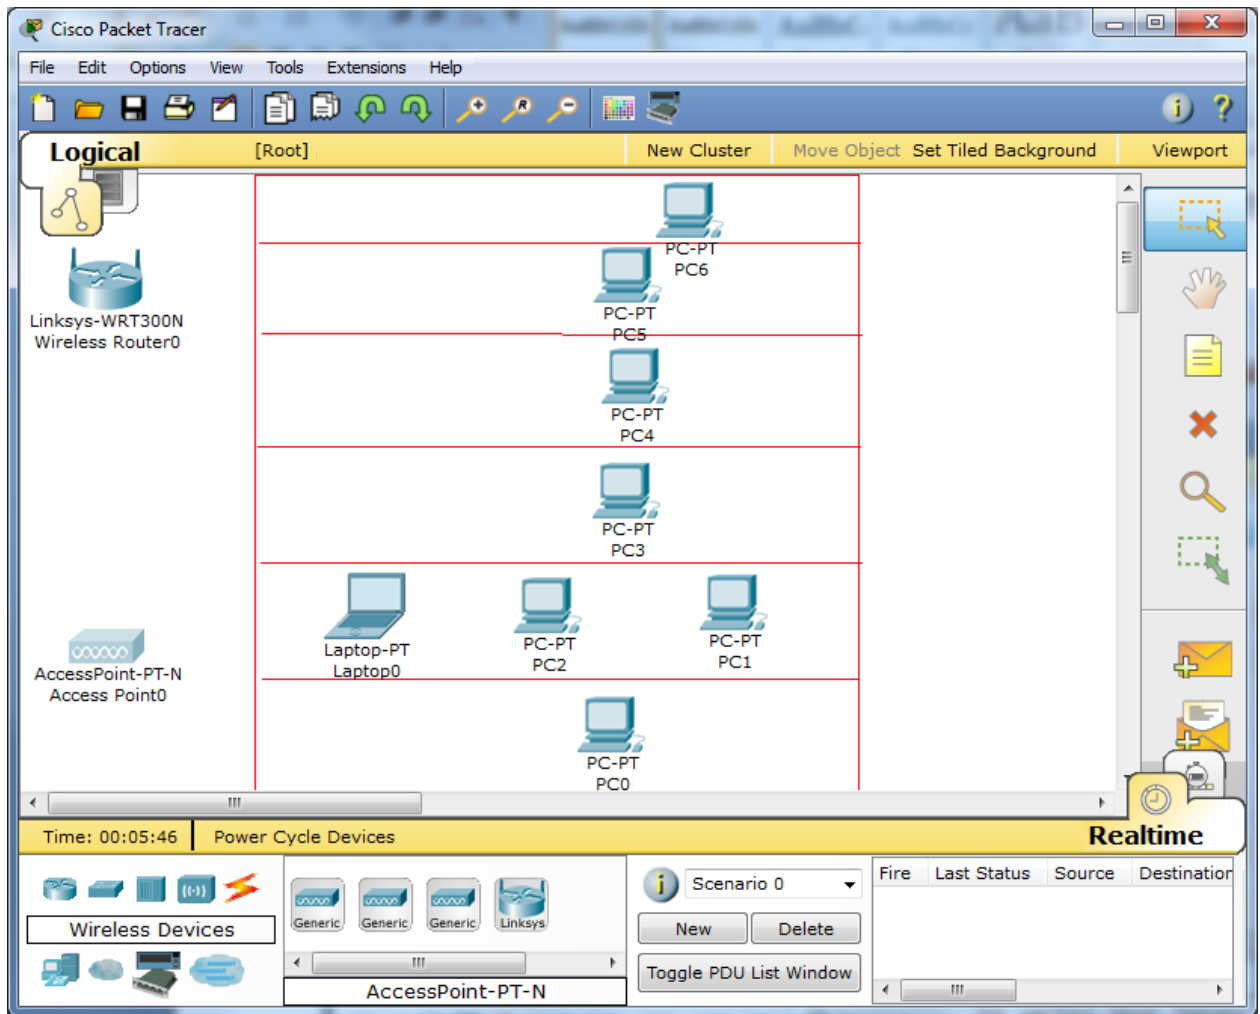 Cisco Packet Tracer
File Edit Options View Tools Extensions Help
Logical [Root] New Cluster Move Object Set Tiled Background Viewport
PC-PT
PC6
Linksys-WRT300N
Wireless Router0
PC-PT
PC5
PC-PT
PC4
PC-PT
PC3
Laptop-PT
Laptop0
PC-PT
PC2
PC-PT
PC1
AccessPoint-PT-N
Access Point0
PC-PT
PC0
Time: 00:05:46 Power Cycle Devices Realtime
Wireless Devices
Generic Generic Generic Linksys
AccessPoint-PT-N
Scenario 0
New Delete
Toggle PDU List Window
Fire Last Status Source Destination